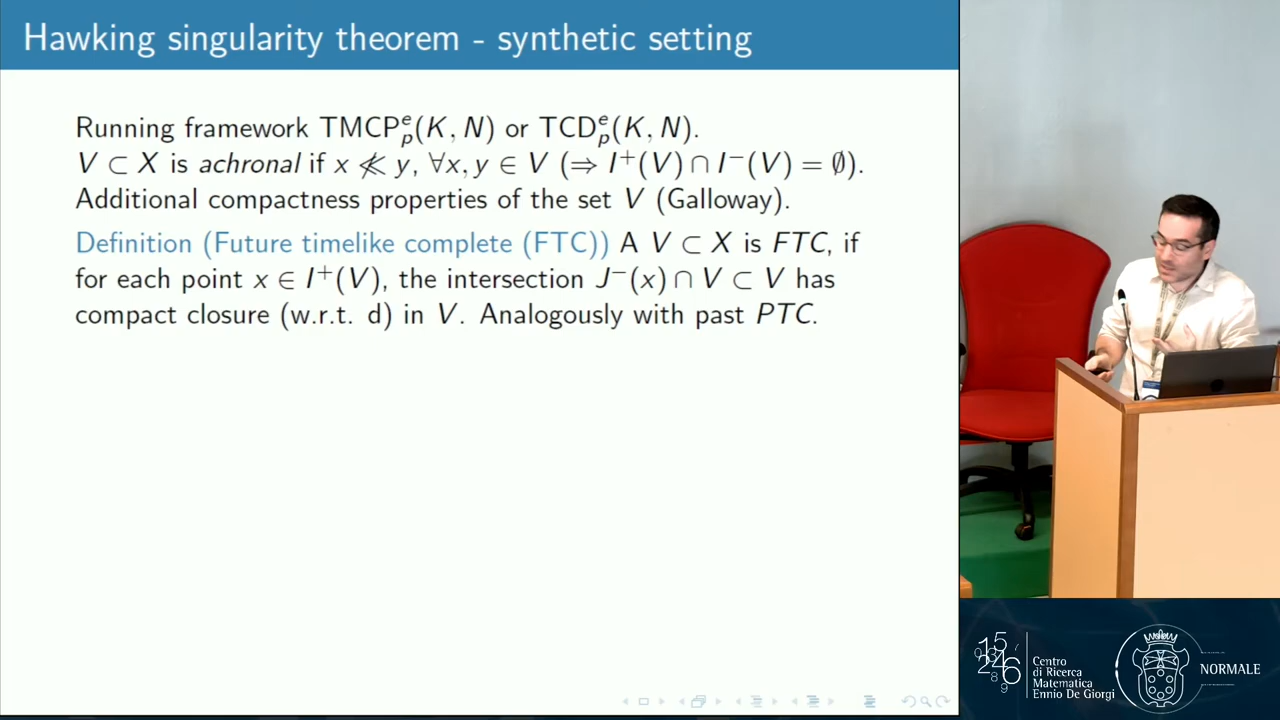 Hawking singularity theorem - synthetic setting
Running framework TMCP^e_p(K, N) or TCD^e_p(K, N).
V ⊂ X is achronal if x ≪̸ y, ∀x, y ∈ V (⇒ I⁺(V) ∩ I⁻(V) = ∅).
Additional compactness properties of the set V (Galloway).
Definition (Future timelike complete (FTC)) A V ⊂ X is FTC, if
for each point x ∈ I⁺(V), the intersection J⁻(x) ∩ V ⊂ V has
compact closure (w.r.t. d) in V. Analogously with past PTC.
Centro
di Ricerca
Matematica
Ennio De Giorgi
NORMALE